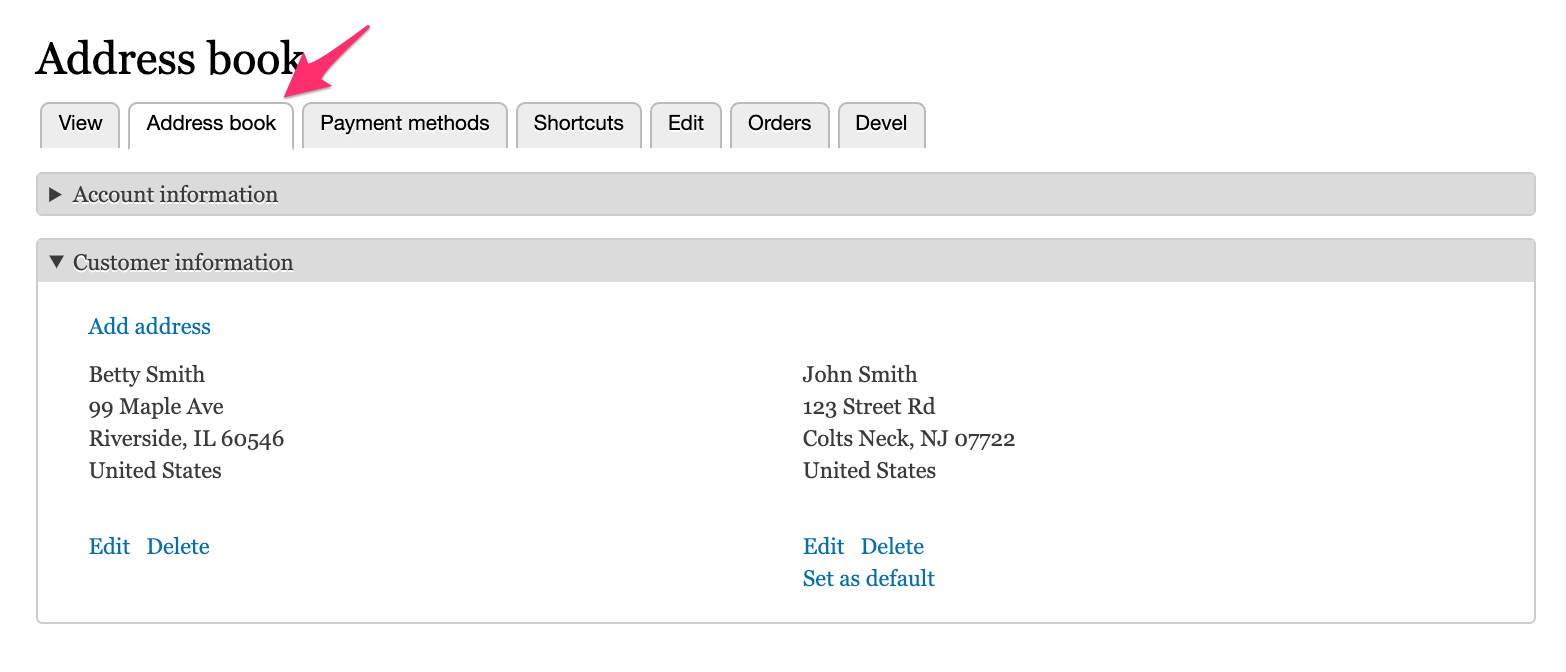 Address book
View Address book Payment methods Shortcuts Edit Orders Devel
Account information
Customer information
Add address
Betty Smith
99 Maple Ave
Riverside, IL 60546
United States
Edit Delete
John Smith
123 Street Rd
Colts Neck, NJ 07722
United States
Edit Delete
Set as default